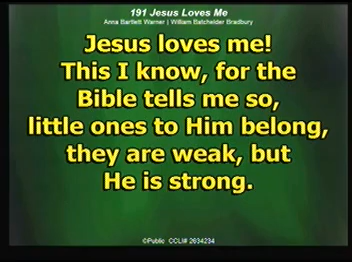 191 Jesus Loves Me
Anna Bartlett Warner | William Batchelder Bradbury
Jesus loves me!
This I know, for the
Bible tells me so,
little ones to Him belong,
they are weak, but
He is strong.
©Public CCLI# 2634234